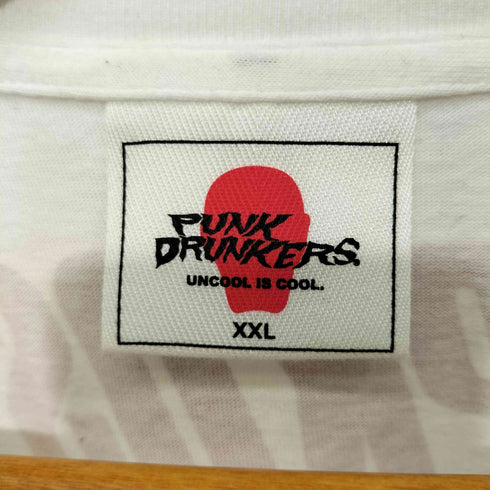 PUNK
DRUNKERS.
UNCOOL IS COOL.
XXL